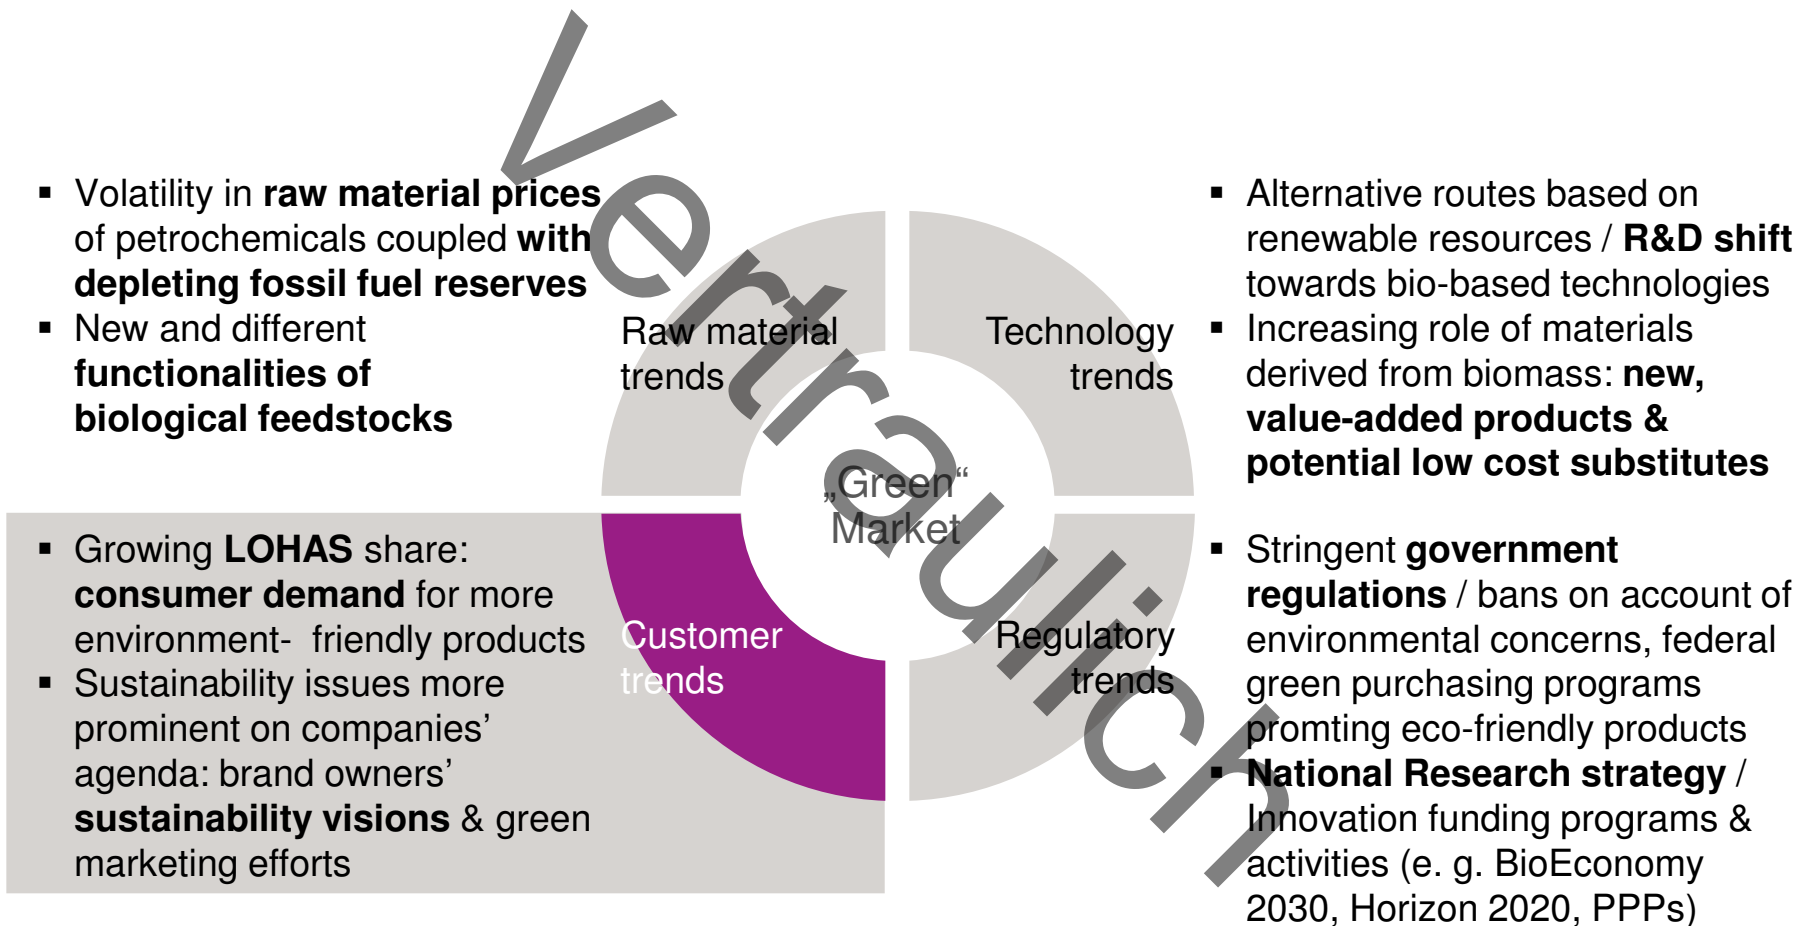 ▪ Volatility in raw material prices
of petrochemicals coupled with
depleting fossil fuel reserves
▪ New and different
functionalities of
biological feedstocks
Raw material
trends
Technology
trends
▪ Alternative routes based on
renewable resources / R&D shift
towards bio-based technologies
▪ Increasing role of materials
derived from biomass: new,
value-added products &
potential low cost substitutes
„Green“
Market
▪ Growing LOHAS share:
consumer demand for more
environment-  friendly products
▪ Sustainability issues more
prominent on companies’
agenda: brand owners’
sustainability visions & green
marketing efforts
Customer
trends
Regulatory
trends
▪ Stringent government
regulations / bans on account of
environmental concerns, federal
green purchasing programs
promting eco-friendly products
▪ National Research strategy /
Innovation funding programs &
activities (e. g. BioEconomy
2030, Horizon 2020, PPPs)
Vertraulich